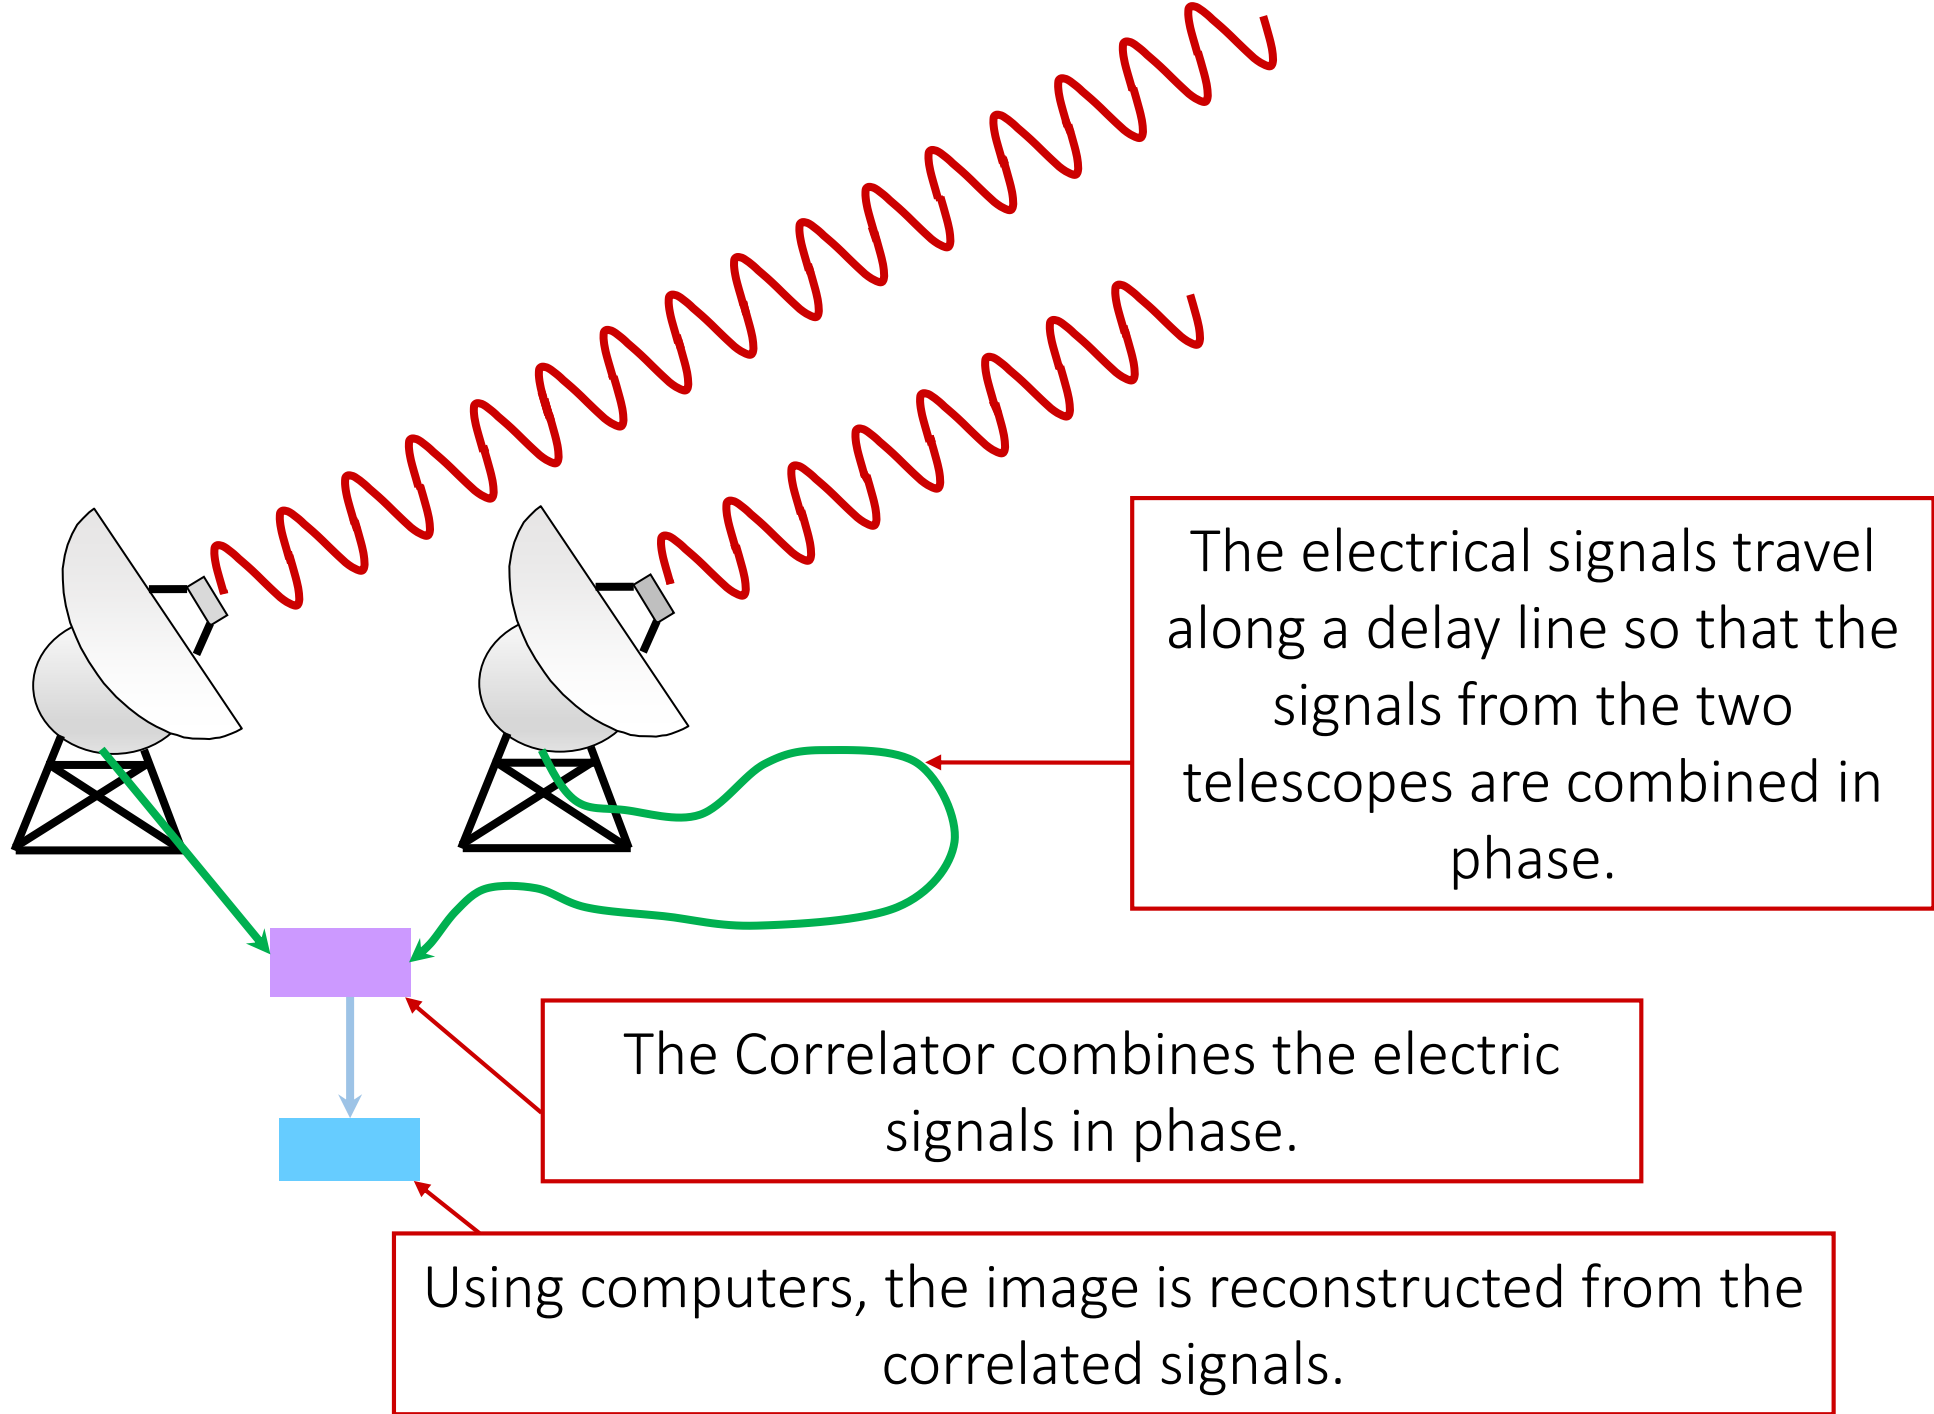 The electrical signals travel
along a delay line so that the
signals from the two
telescopes are combined in
phase.
The Correlator combines the electric
signals in phase.
Using computers, the image is reconstructed from the
correlated signals.